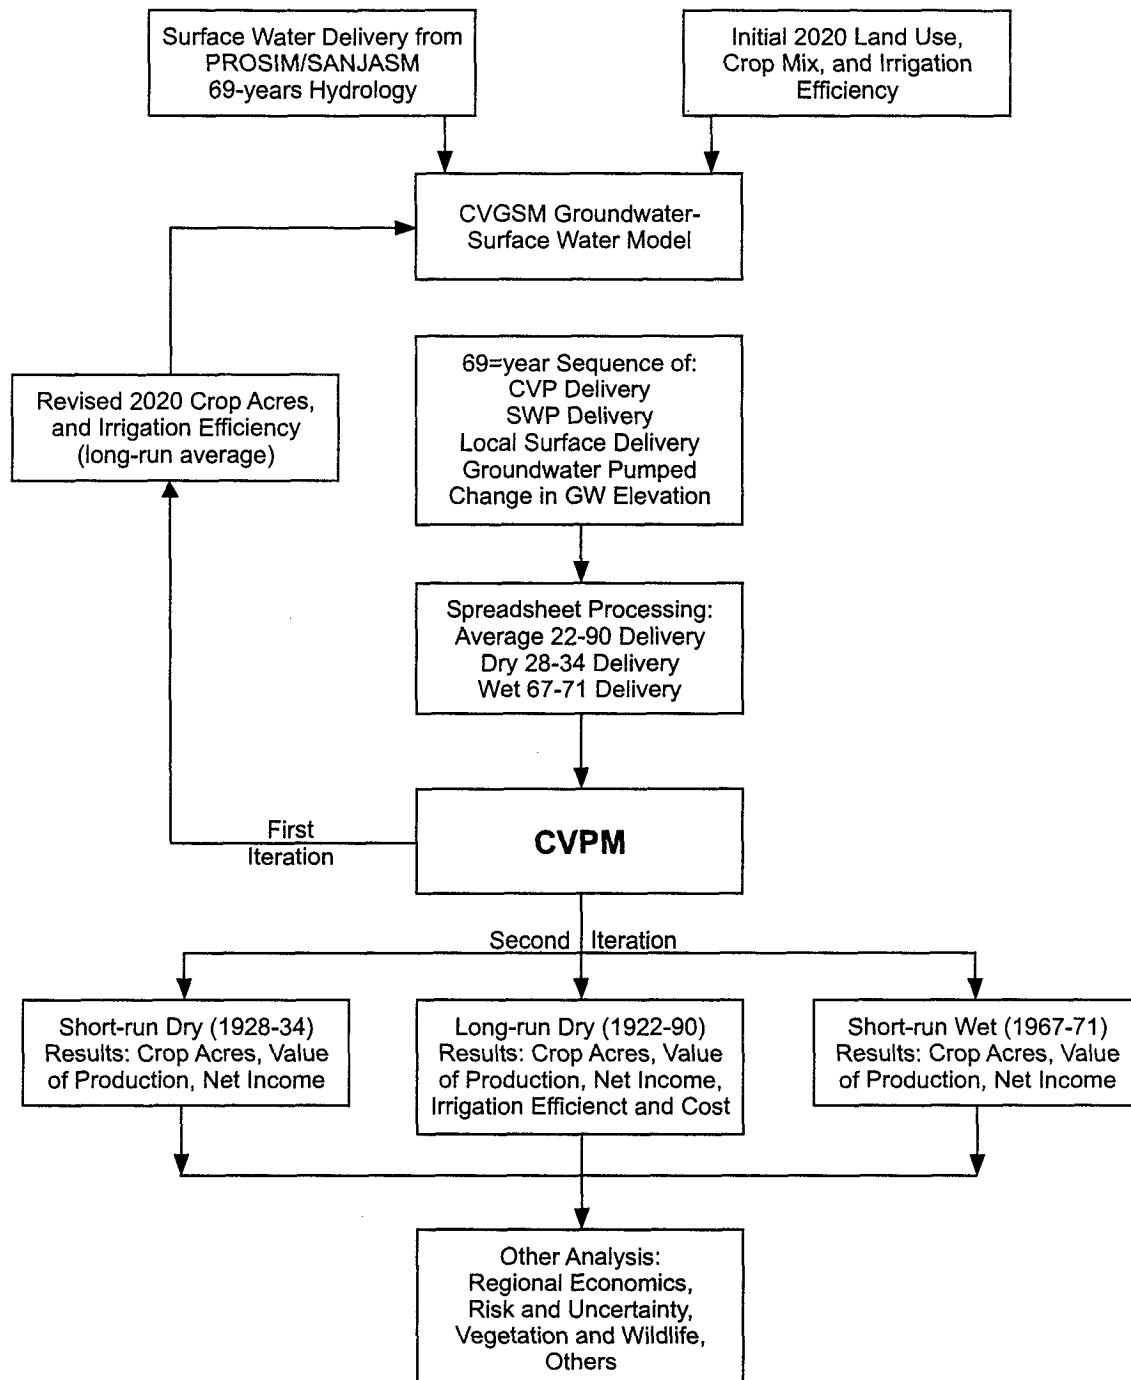 Surface Water Delivery from
PROSIM/SANJASM
69-years Hydrology
Initial 2020 Land Use,
Crop Mix, and Irrigation
Efficiency
CVGSM Groundwater-
Surface Water Model
69=year Sequence of:
CVP Delivery
SWP Delivery
Local Surface Delivery
Groundwater Pumped
Change in GW Elevation
Revised 2020 Crop Acres,
and Irrigation Efficiency
(long-run average)
Spreadsheet Processing:
Average 22-90 Delivery
Dry 28-34 Delivery
Wet 67-71 Delivery
First
Iteration
CVPM
Second Iteration
Short-run Dry (1928-34)
Results: Crop Acres, Value
of Production, Net Income
Long-run Dry (1922-90)
Results: Crop Acres, Value
of Production, Net Income,
Irrigation Efficienct and Cost
Short-run Wet (1967-71)
Results: Crop Acres, Value
of Production, Net Income
Other Analysis:
Regional Economics,
Risk and Uncertainty,
Vegetation and Wildlife,
Others